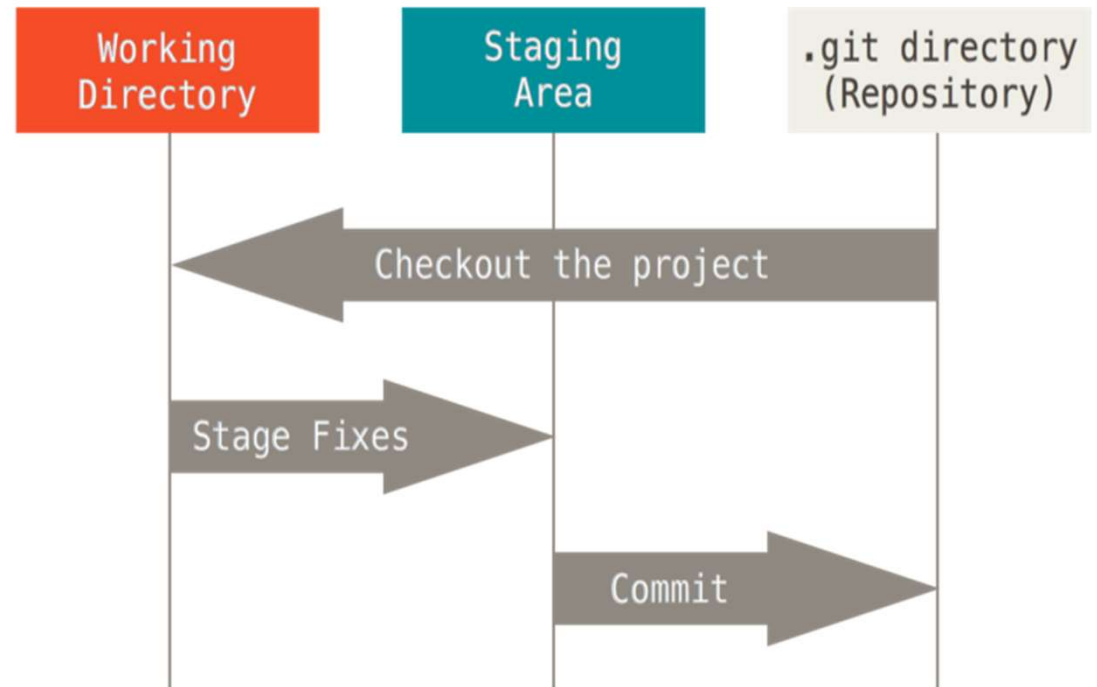 Working
Directory
Staging
Area
.git directory
(Repository)
Checkout the project
Stage Fixes
Commit